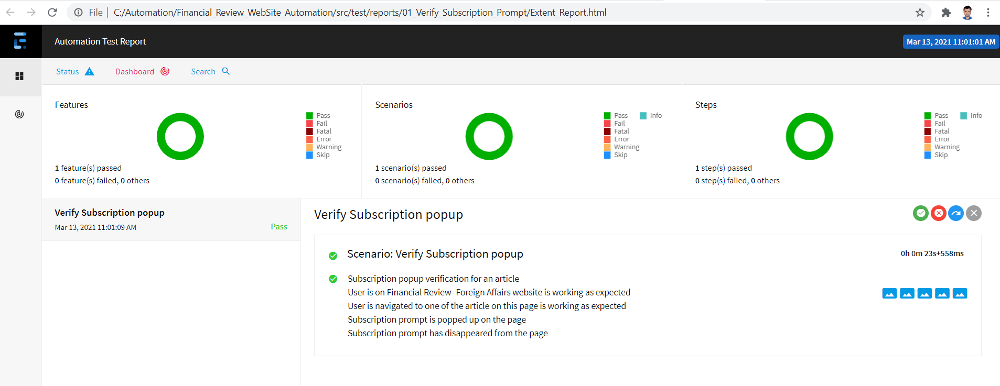 File | C:/Automation/Financial_Review_WebSite_Automation/src/test/reports/01_Verify_Subscription_Prompt/Extent_Report.html
Automation Test Report
Mar 13, 2021 11:01:01 AM
Status
Dashboard
Search
Features
Pass
Fail
Fatal
Error
Warning
Skip
1 feature(s) passed
0 feature(s) failed, 0 others
Scenarios
Pass
Info
Fail
Fatal
Error
Warning
Skip
1 scenario(s) passed
0 scenario(s) failed, 0 others
Steps
Pass
Info
Fail
Fatal
Error
Warning
Skip
1 step(s) passed
0 step(s) failed, 0 others
Verify Subscription popup
Mar 13, 2021 11:01:09 AM
Pass
Verify Subscription popup
Scenario: Verify Subscription popup
0h 0m 23s+558ms
Subscription popup verification for an article
User is on Financial Review- Foreign Affairs website is working as expected
User is navigated to one of the article on this page is working as expected
Subscription prompt is popped up on the page
Subscription prompt has disappeared from the page